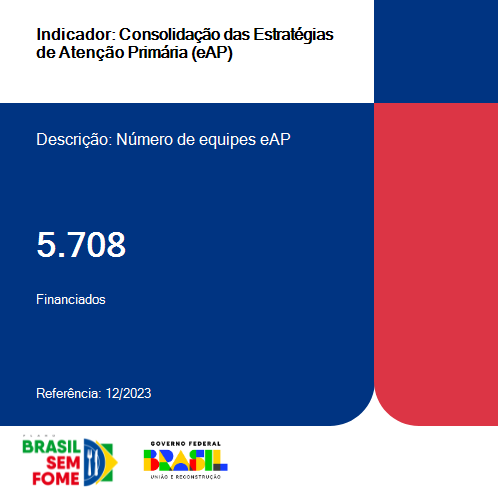 Indicador: Consolidação das Estratégias
de Atenção Primária (eAP)
Descrição: Número de equipes eAP
5.708
Financiados
Referência: 12/2023
PLANO
BRASIL
SEM
FOME
GOVERNO FEDERAL
BRASIL
UNIÃO E RECONSTRUÇÃO